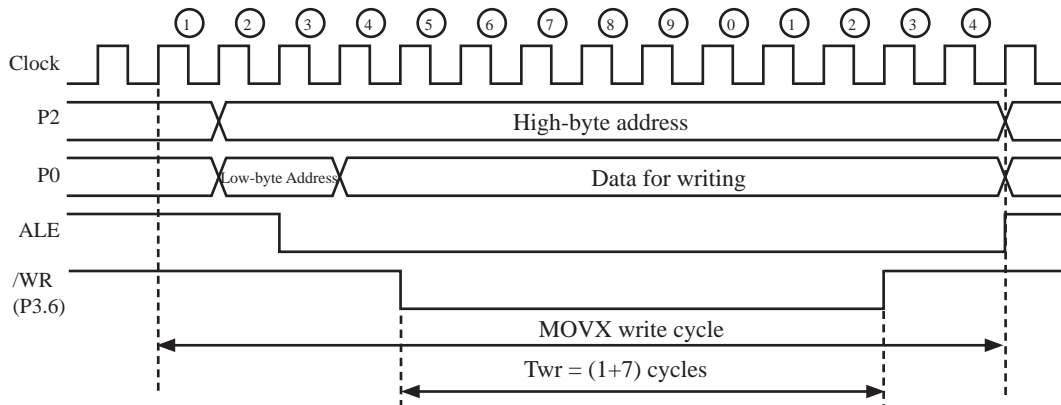 1 2 3 4 5 6 7 8 9 0 1 2 3 4
Clock
P2
High-byte address
P0
Low-byte Address
Data for writing
ALE
/WR
(P3.6)
MOVX write cycle
Twr = (1+7) cycles